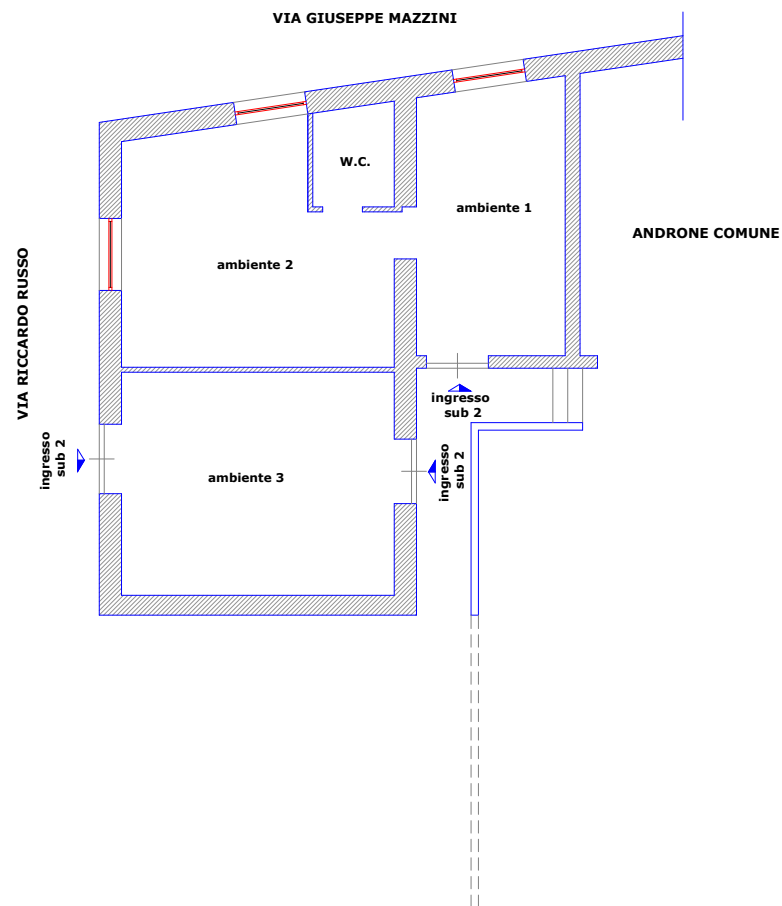 VIA GIUSEPPE MAZZINI
W.C.
ambiente 1
ANDRONE COMUNE
ambiente 2
VIA RICCARDO RUSSO
ingresso
sub 2
ingresso
sub 2
ambiente 3
ingresso
sub 2